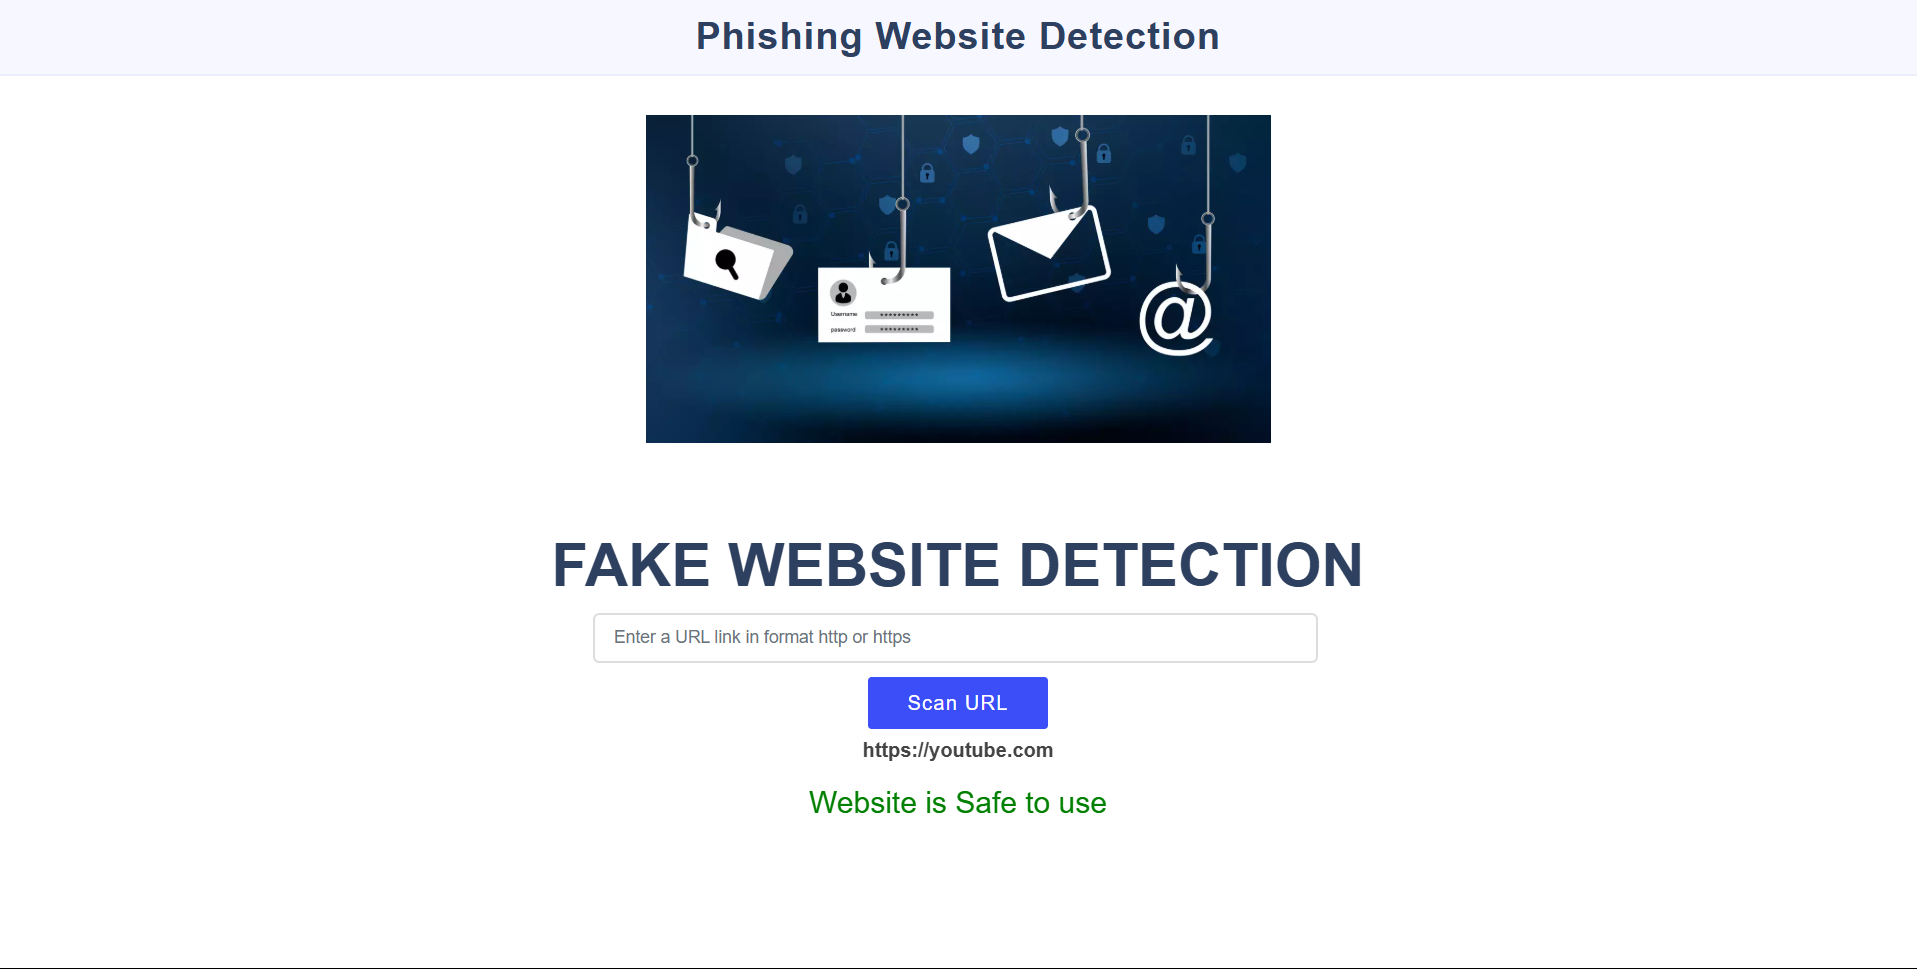 Phishing Website Detection
Username *********
password *********
@
FAKE WEBSITE DETECTION
Enter a URL link in format http or https
Scan URL
https://youtube.com
Website is Safe to use